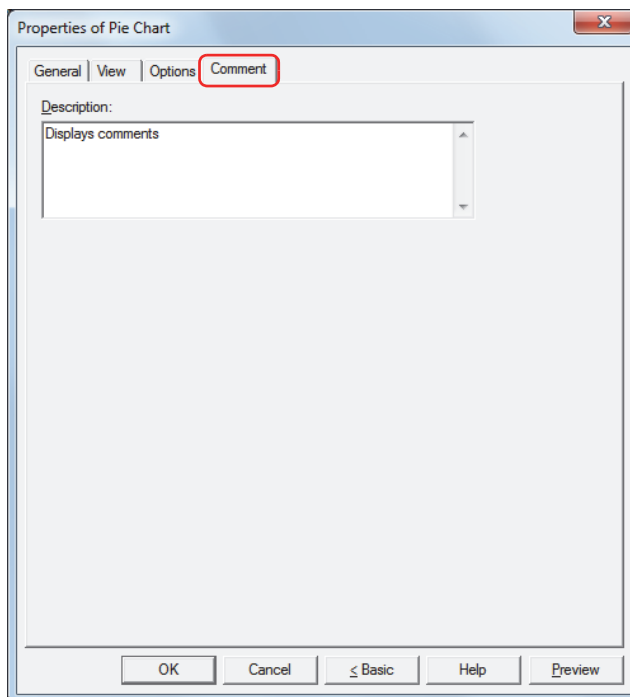 Properties of Pie Chart
General View Options Comment
Description:
Displays comments
OK Cancel < Basic Help Preview